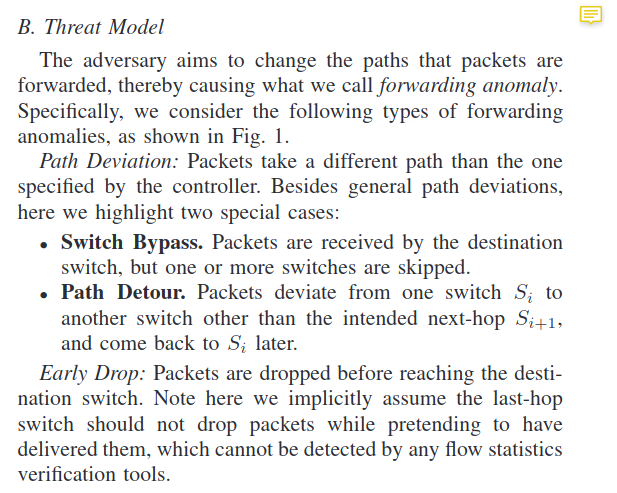 B. Threat Model
The adversary aims to change the paths that packets are
forwarded, thereby causing what we call forwarding anomaly.
Specifically, we consider the following types of forwarding
anomalies, as shown in Fig. 1.
Path Deviation: Packets take a different path than the one
specified by the controller. Besides general path deviations,
here we highlight two special cases:
• Switch Bypass. Packets are received by the destination
switch, but one or more switches are skipped.
• Path Detour. Packets deviate from one switch Si to
another switch other than the intended next-hop Si+1,
and come back to Si later.
Early Drop: Packets are dropped before reaching the desti-
nation switch. Note here we implicitly assume the last-hop
switch should not drop packets while pretending to have
delivered them, which cannot be detected by any flow statistics
verification tools.